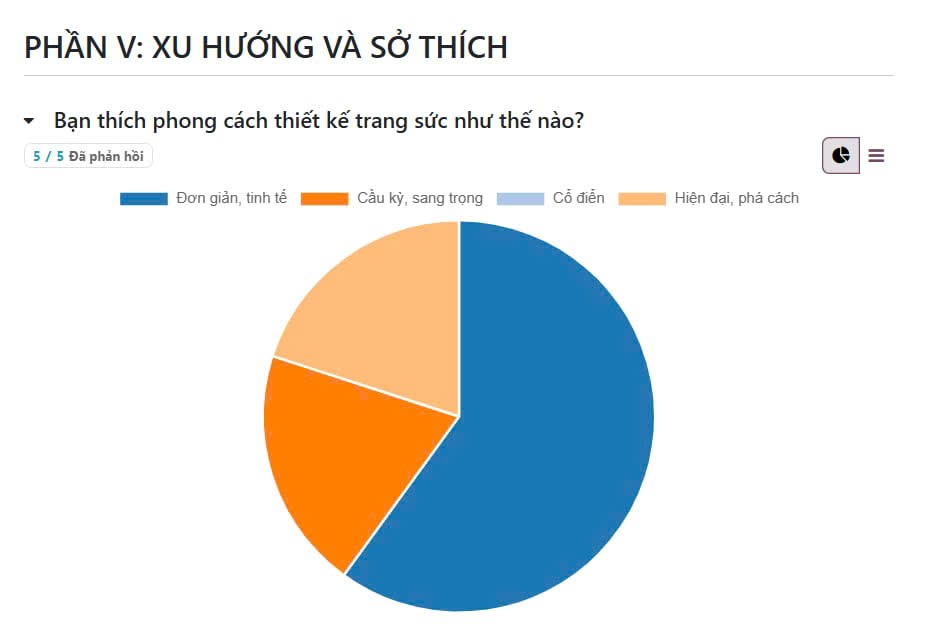 PHẦN V: XU HƯỚNG VÀ SỞ THÍCH
Bạn thích phong cách thiết kế trang sức như thế nào?
5 / 5 Đã phản hồi
Đơn giản, tinh tế Cầu kỳ, sang trọng Cổ điển Hiện đại, phá cách